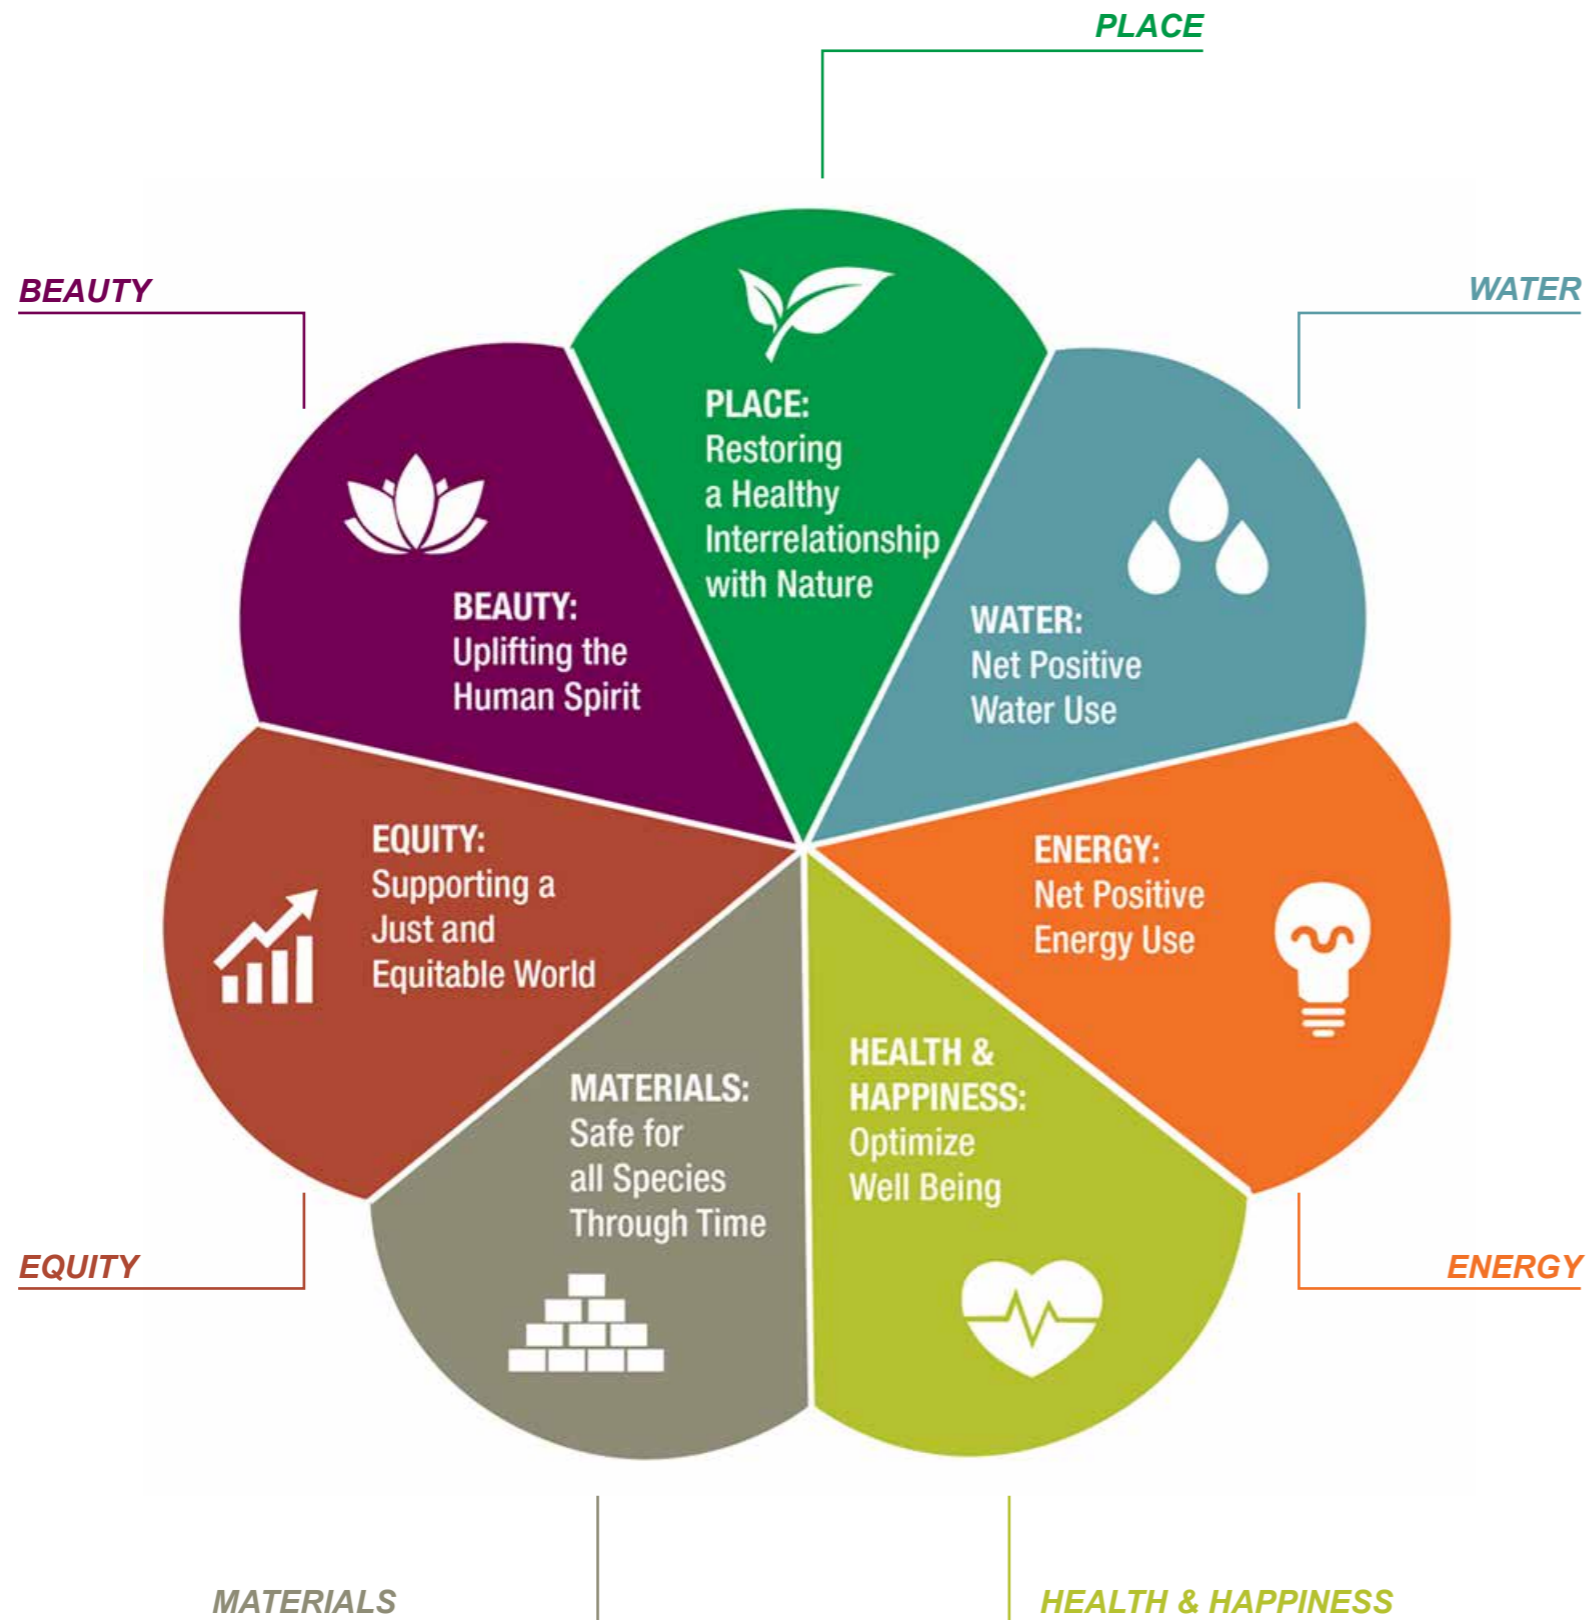 PLACE
BEAUTY
WATER
PLACE:
Restoring
a Healthy
Interrelationship
with Nature
BEAUTY:
Uplifting the
Human Spirit
WATER:
Net Positive
Water Use
EQUITY:
Supporting a
Just and
Equitable World
ENERGY:
Net Positive
Energy Use
MATERIALS:
Safe for
all Species
Through Time
HEALTH &
HAPPINESS:
Optimize
Well Being
EQUITY
ENERGY
MATERIALS
HEALTH & HAPPINESS